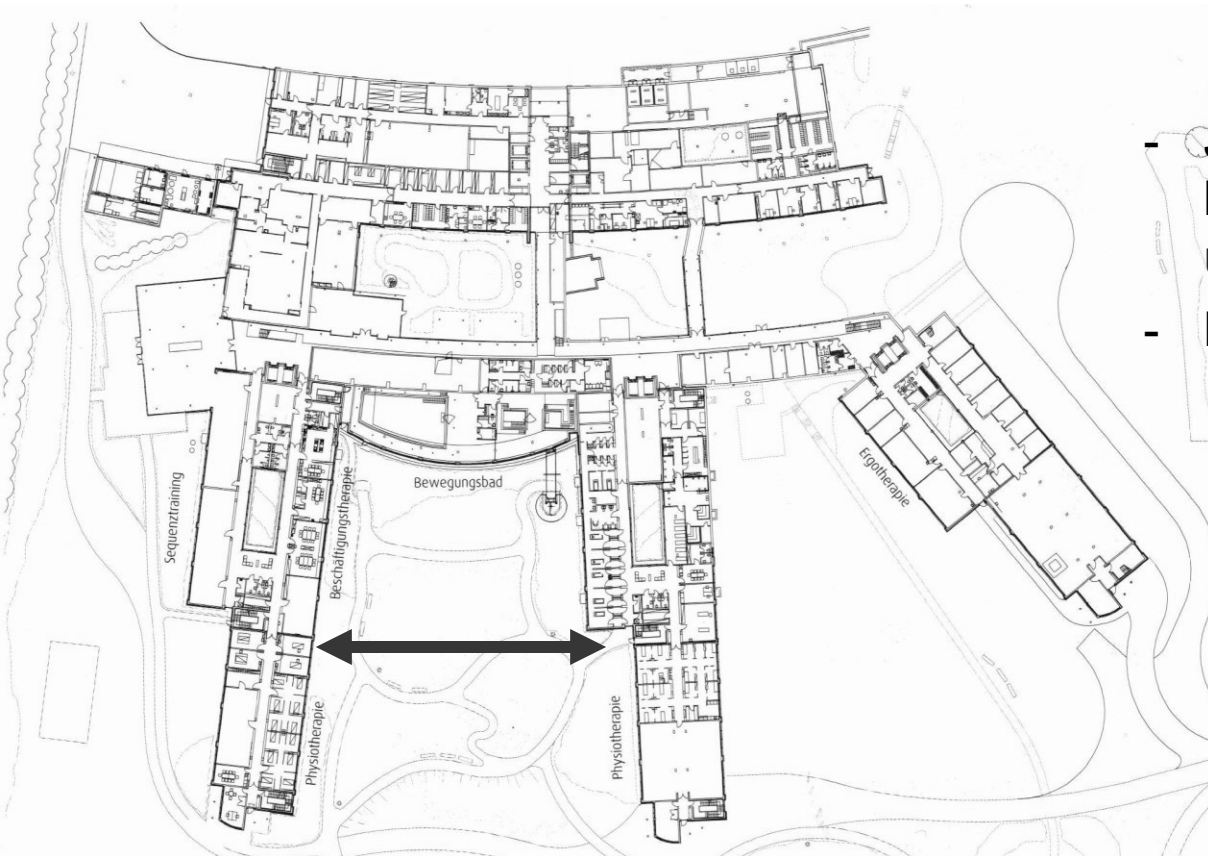 Bewegungsbad
Ergotherapie
Sequenztraining
Beschäftigungstherapie
Physiotherapie
Physiotherapie